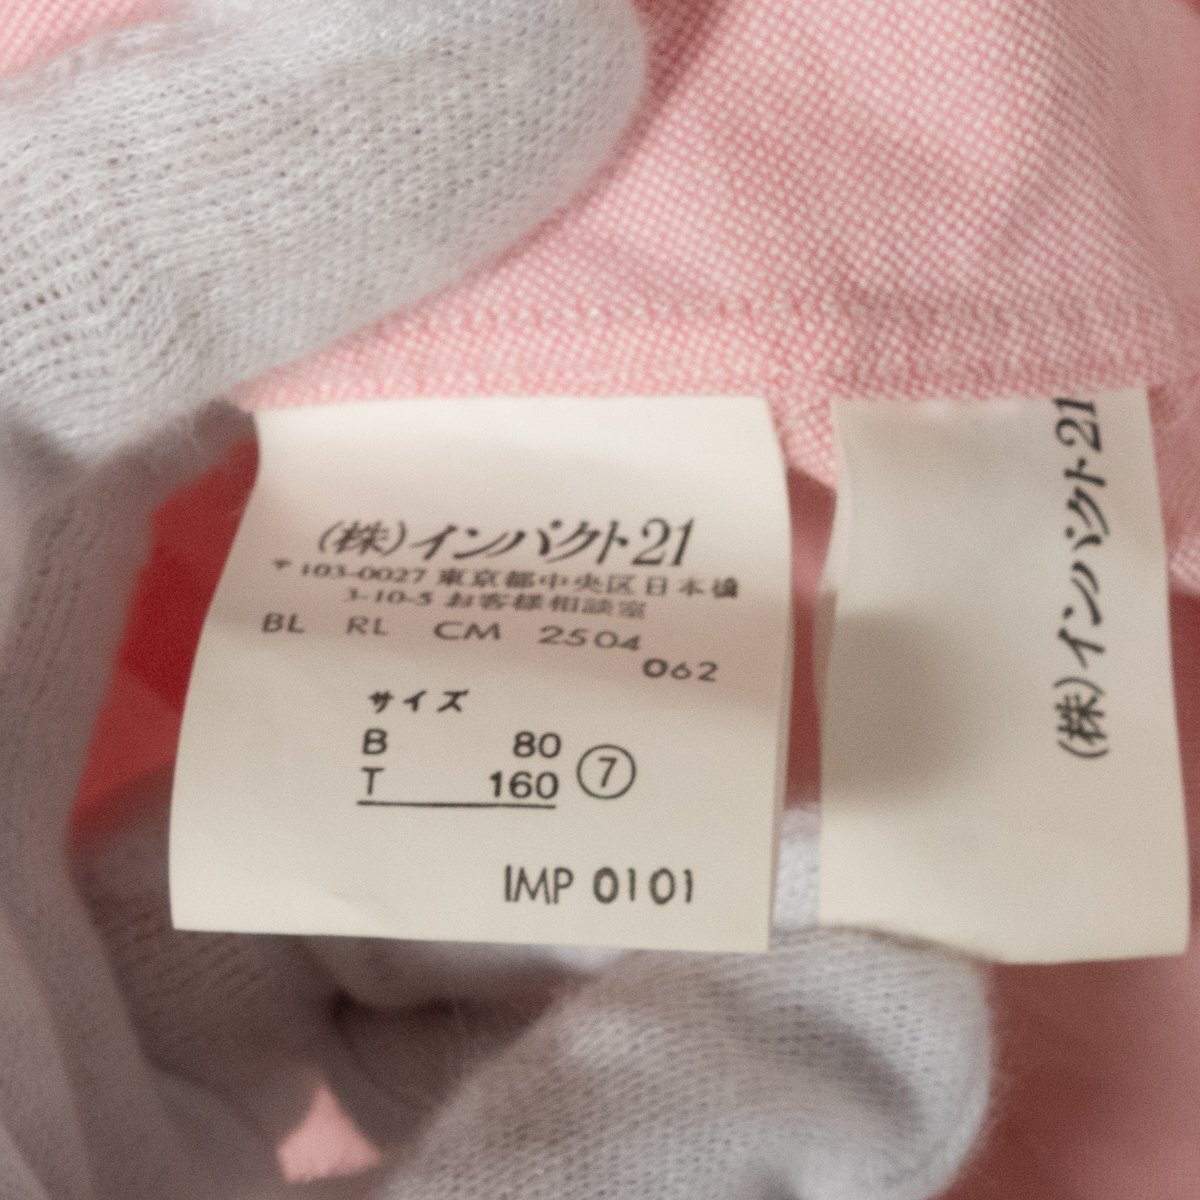 (株)インパクト21
〒103-0027 東京都中央区日本橋
3-10-5 お客様相談室
BL RL CM 2504
062
サイズ
B 80
T 160 ⑦
IMP 0101
(株)インパクト21